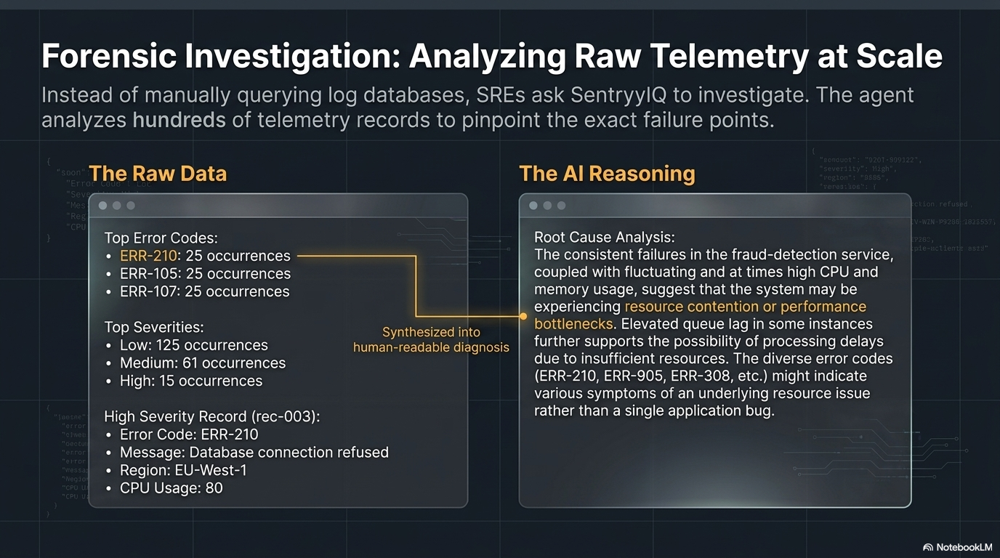 Forensic Investigation: Analyzing Raw Telemetry at Scale
Instead of manually querying log databases, SREs ask SentryyIQ to investigate. The agent
analyzes hundreds of telemetry records to pinpoint the exact failure points.
The Raw Data
Top Error Codes:
• ERR-210: 25 occurrences
• ERR-105: 25 occurrences
• ERR-107: 25 occurrences
Top Severities:
• Low: 125 occurrences
• Medium: 61 occurrences
• High: 15 occurrences
High Severity Record (rec-003):
• Error Code: ERR-210
• Message: Database connection refused
• Region: EU-West-1
• CPU Usage: 80
Synthesized into
human-readable diagnosis
The AI Reasoning
Root Cause Analysis:
The consistent failures in the fraud-detection service,
coupled with fluctuating and at times high CPU and
memory usage, suggest that the system may be
experiencing resource contention or performance
bottlenecks. Elevated queue lag in some instances
further supports the possibility of processing delays
due to insufficient resources. The diverse error codes
(ERR-210, ERR-905, ERR-308, etc.) might indicate
various symptoms of an underlying resource issue
rather than a single application bug.
NotebookLM